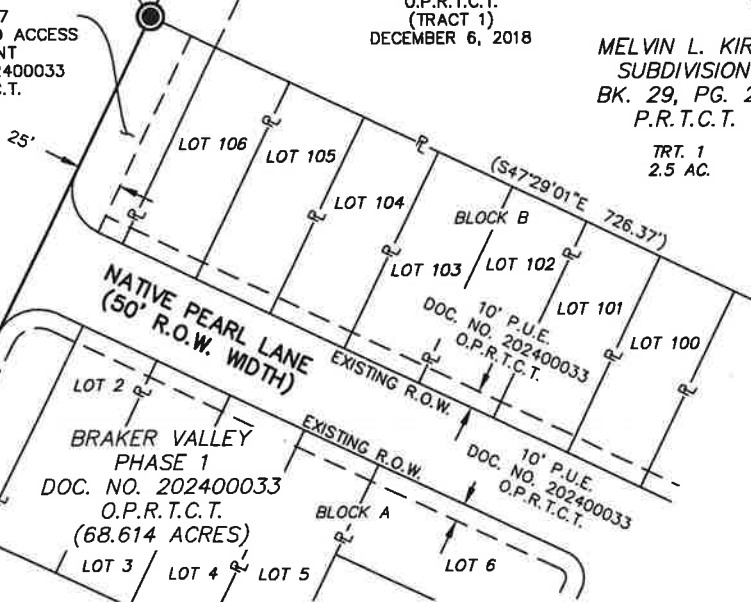 O.P.R.T.C.T.
(TRACT 1)
DECEMBER 6, 2018
7
ACCESS
2400033
C.T.
25'
MELVIN L. KIR
SUBDIVISION
BK. 29, PG. 2
P.R.T.C.T.
TRT. 1
2.5 AC.
(S47°29'01"E 726.37')
LOT 106
LOT 105
LOT 104
LOT 103
BLOCK B
LOT 102
LOT 101
LOT 100
10' P.U.E.
DOC. NO. 202400033
O.P.R.T.C.T.
NATIVE PEARL LANE
(50' R.O.W. WIDTH)
EXISTING R.O.W.
EXISTING R.O.W.
10' P.U.E.
DOC. NO. 202400033
O.P.R.T.C.T.
LOT 2
BRAKER VALLEY
PHASE 1
DOC. NO. 202400033
O.P.R.T.C.T.
(68.614 ACRES)
BLOCK A
LOT 3
LOT 4
LOT 5
LOT 6